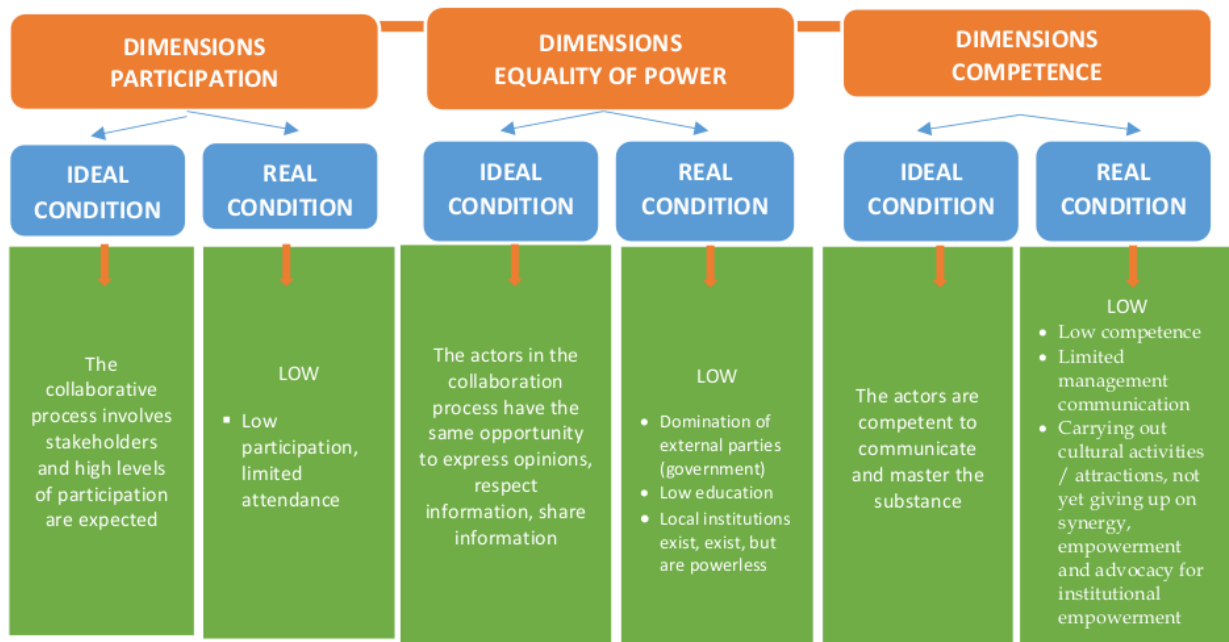 DIMENSIONS
PARTICIPATION
DIMENSIONS
EQUALITY OF POWER
DIMENSIONS
COMPETENCE
IDEAL
CONDITION
REAL
CONDITION
IDEAL
CONDITION
REAL
CONDITION
IDEAL
CONDITION
REAL
CONDITION
The
collaborative
process involves
stakeholders
and high levels
of participation
are expected
LOW
▪ Low
participation,
limited
attendance
The actors in the
collaboration
process have the
same opportunity
to express opinions,
respect
information, share
information
LOW
• Domination of
external parties
(government)
• Low education
• Local institutions
exist, exist, but
are powerless
The actors are
competent to
communicate
and master the
substance
LOW
• Low competence
• Limited
management
communication
• Carrying out
cultural activities
/ attractions, not
yet giving up on
synergy,
empowerment
and advocacy for
institutional
empowerment